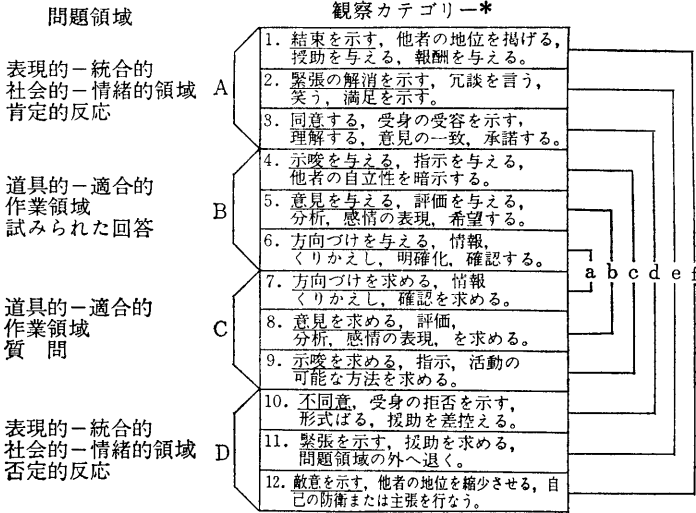 問題領域
観察カテゴリー*
表現的－統合的
社会的－情緒的領域
肯定的反応
A
1. 結束を示す，他者の地位を掲げる，
授助を与える，報酬を与える。
2. 緊張の解消を示す，冗談を言う，
笑う，満足を示す。
3. 同意する，受身の受容を示す，
理解する，意見の一致，承諾する。
道具的－適合的
作業領域
試みられた回答
B
4. 示唆を与える，指示を与える，
他者の自立性を暗示する。
5. 意見を与える，評価を与える，
分析，感情の表現，希望する。
6. 方向づけを与える，情報，
くりかえし，明確化，確認する。
道具的－適合的
作業領域
質　問
C
7. 方向づけを求める，情報
くりかえし，確認を求める。
8. 意見を求める，評価，
分析，感情の表現，を求める。
9. 示唆を求める，指示，活動の
可能な方法を求める。
表現的－統合的
社会的－情緒的領域
否定的反応
D
10. 不同意，受身の拒否を示す，
形式ばる，援助を差控える。
11. 緊張を示す，援助を求める，
問題領域の外へ退く。
12. 敵意を示す，他者の地位を縮少させる，自
己の防衛または主張を行なう。
a b c d e f